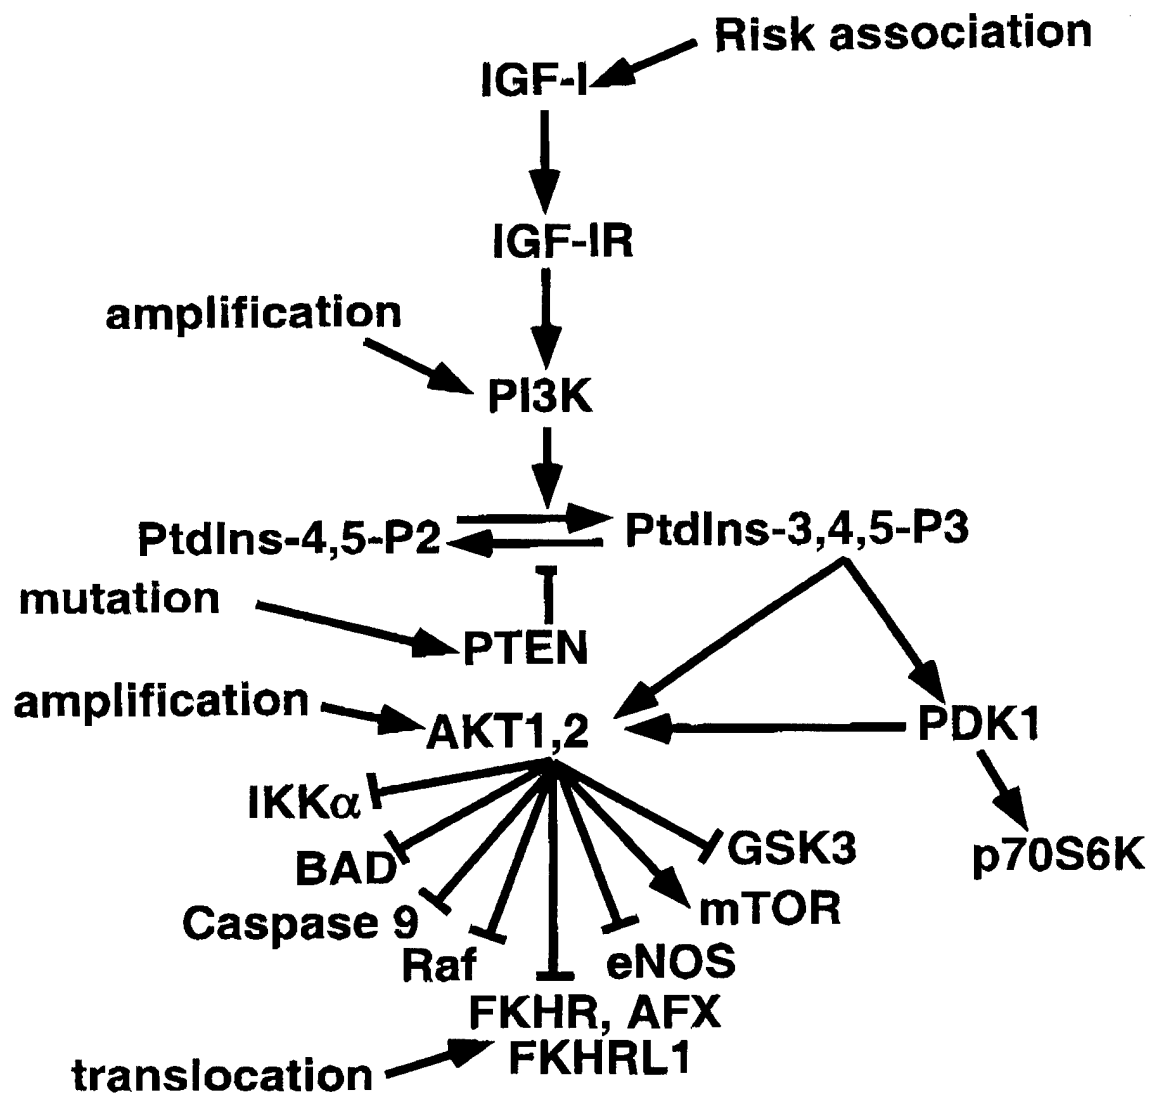 Risk association
IGF-I
IGF-IR
amplification
PI3K
PtdIns-4,5-P2
PtdIns-3,4,5-P3
mutation
PTEN
amplification
AKT1,2
PDK1
IKKα
BAD
GSK3
p70S6K
Caspase 9
mTOR
Raf
eNOS
FKHR, AFX
FKHRL1
translocation